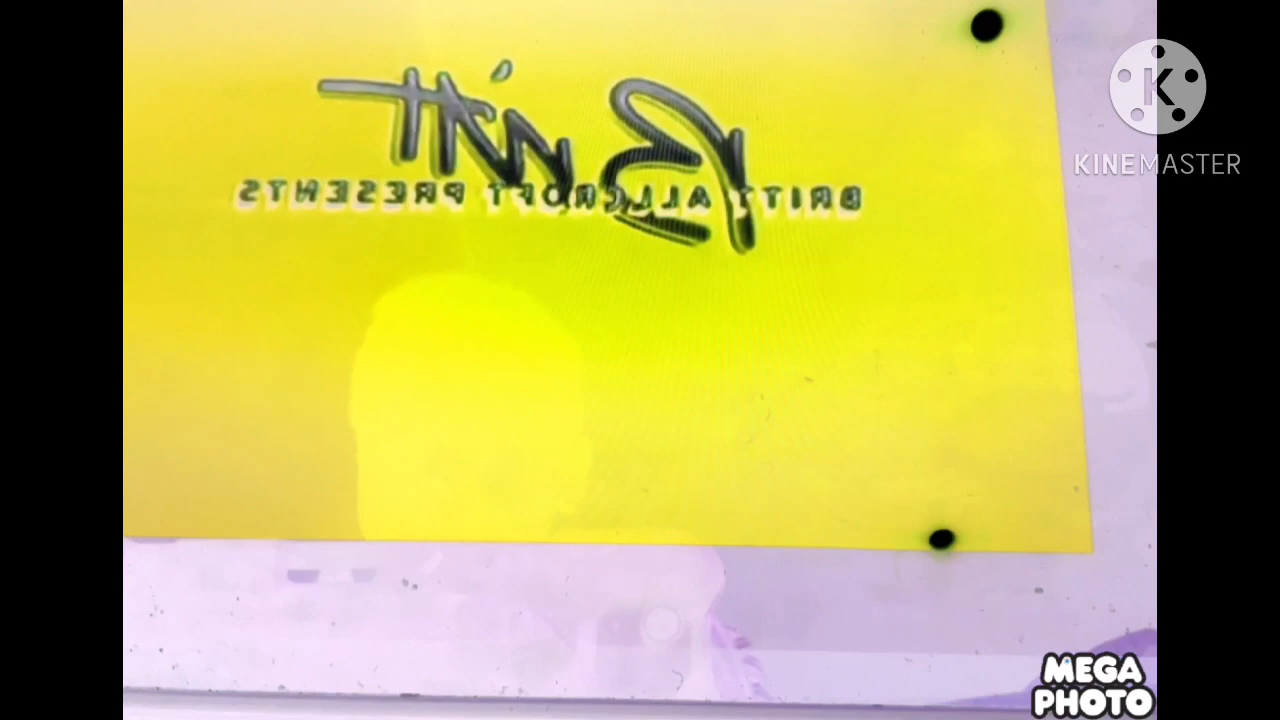 Britt
BRITT ALLCROFT PRESENTS
K
KINEMASTER
MEGA
PHOTO